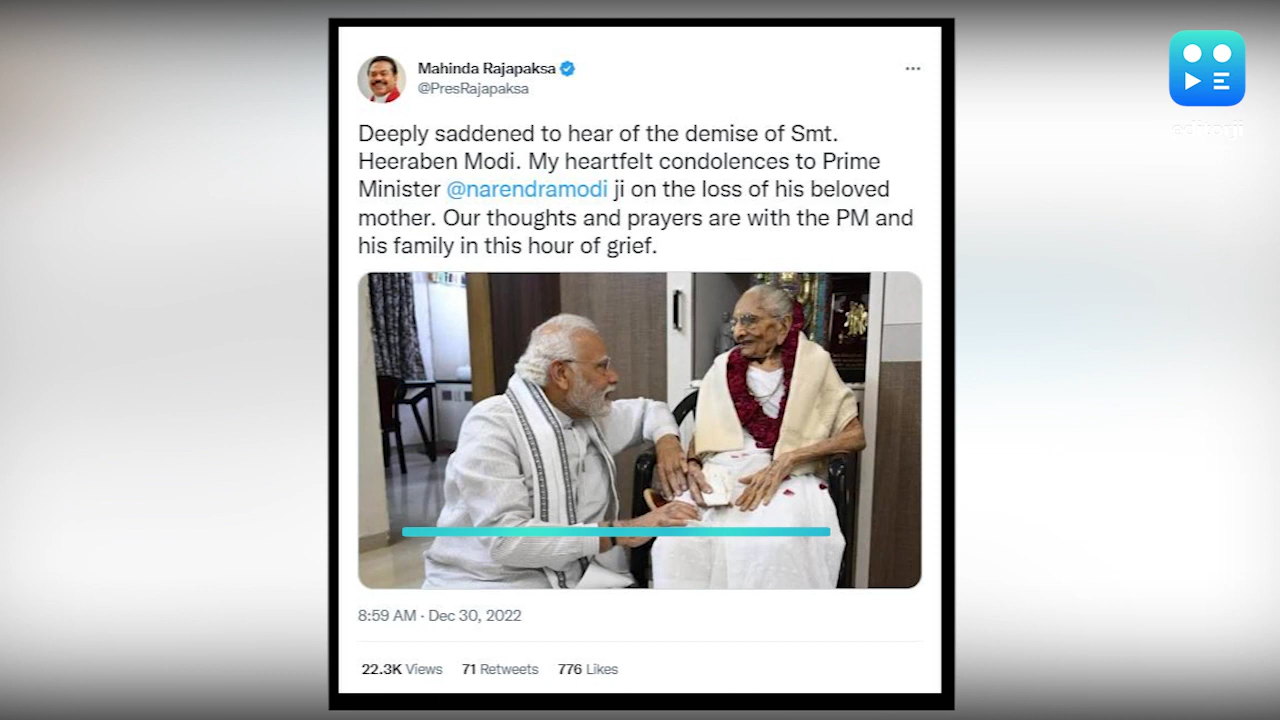 Mahinda Rajapaksa
@PresRajapaksa
Deeply saddened to hear of the demise of Smt.
Heeraben Modi. My heartfelt condolences to Prime
Minister @narendramodi ji on the loss of his beloved
mother. Our thoughts and prayers are with the PM and
his family in this hour of grief.
8:59 AM · Dec 30, 2022
22.3K Views 71 Retweets 776 Likes
editorji